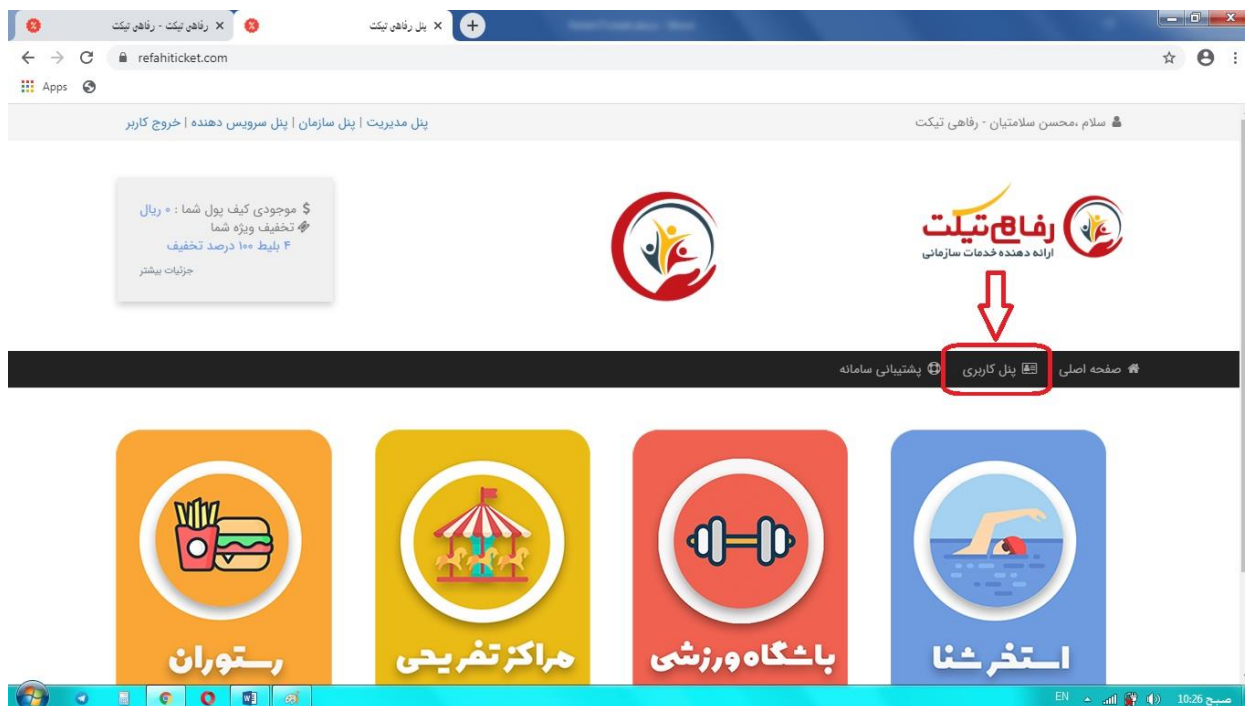 رفاهی تیکت - رفاهی تیکت
پنل رفاهی تیکت
refahiticket.com
Apps
سلام ،محسن سلامتیان - رفاهی تیکت
پنل مدیریت | پنل سازمان | پنل سرویس دهنده | خروج کاربر
رفاهی تیکت
ارائه دهنده خدمات سازمانی
موجودی کیف پول شما : ۰ ریال
تخفیف ویژه شما
۴ بلیط ۱۰۰ درصد تخفیف
جزئیات بیشتر
صفحه اصلی پنل کاربری پشتیبانی سامانه
استخر شنا
باشگاه ورزشی
مراکز تفریحی
رستوران
EN
10:26 صبح